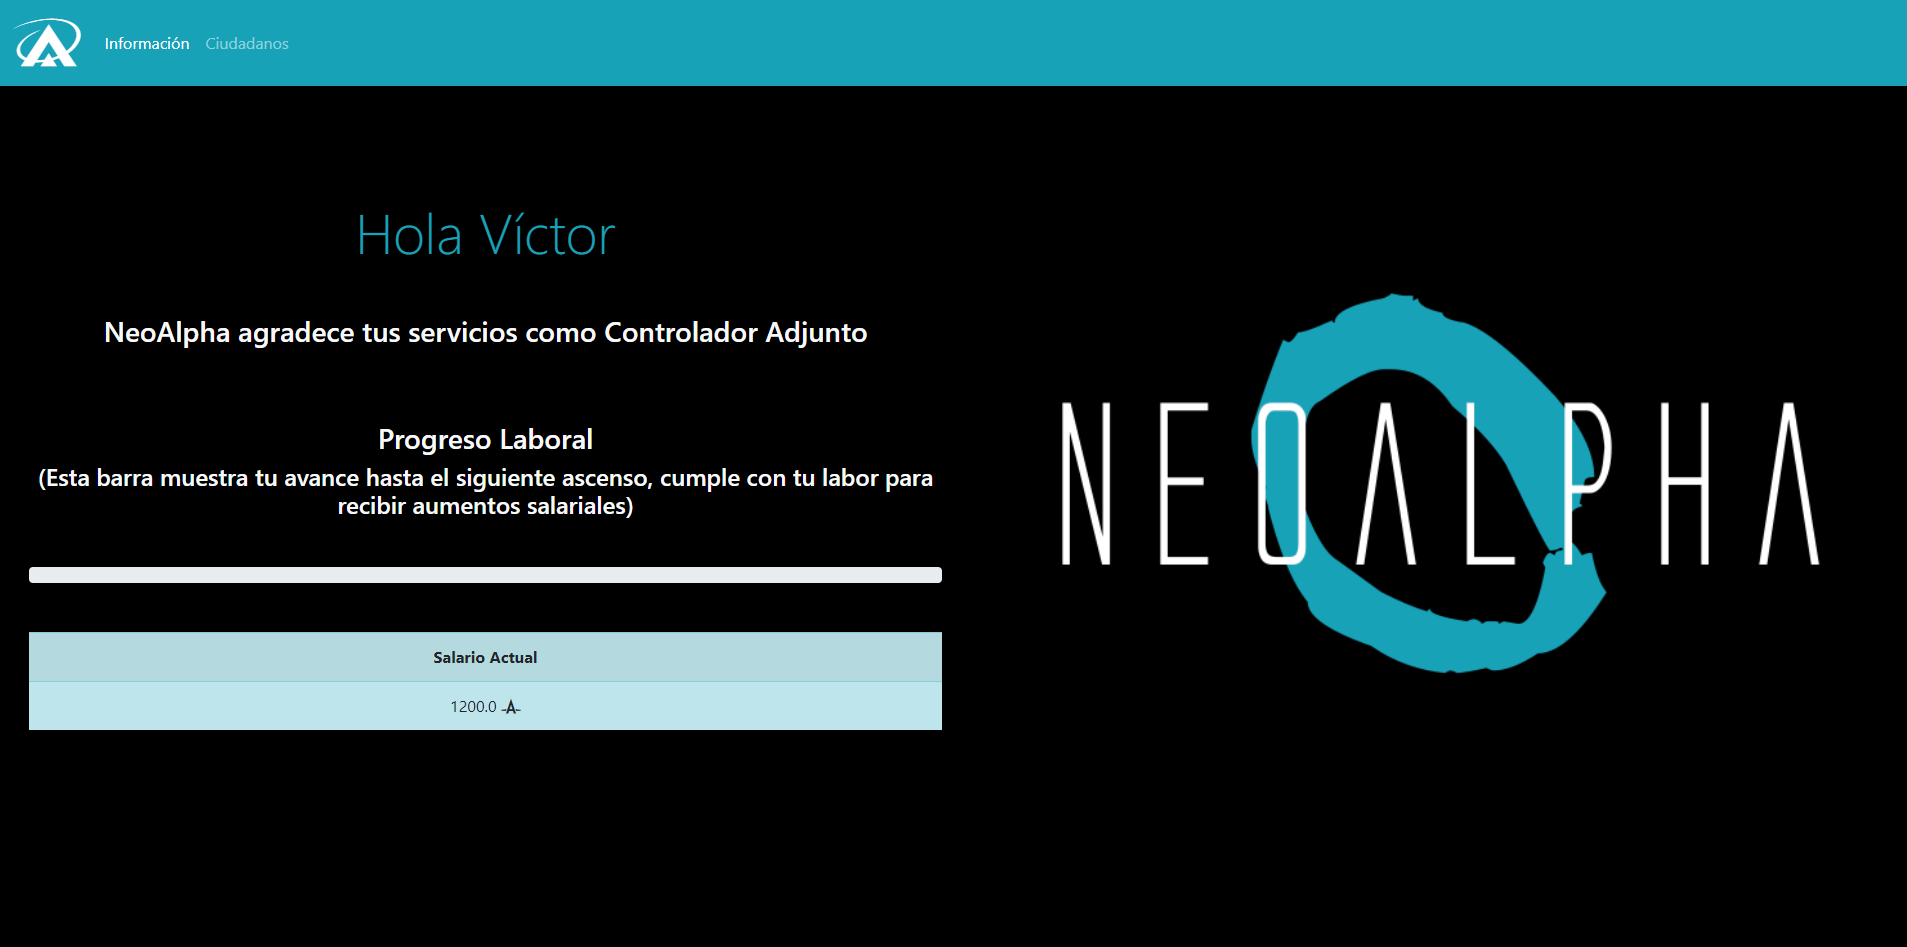 Información Ciudadanos
Hola Víctor
NeoAlpha agradece tus servicios como Controlador Adjunto
Progreso Laboral
(Esta barra muestra tu avance hasta el siguiente ascenso, cumple con tu labor para
recibir aumentos salariales)
Salario Actual
1200.0
NEOALPHA